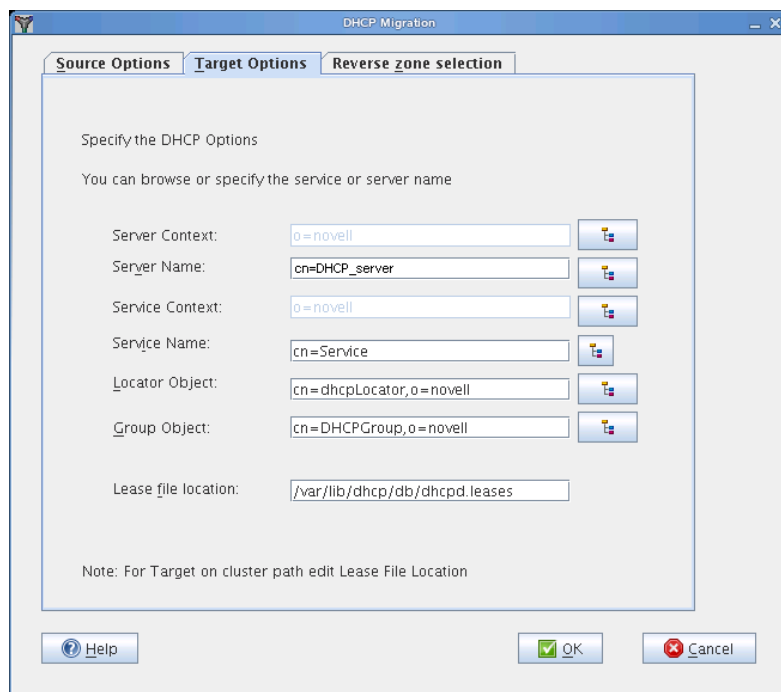 DHCP Migration
Source Options Target Options Reverse zone selection
Specify the DHCP Options
You can browse or specify the service or server name
Server Context: o=novell
Server Name: cn=DHCP_server
Service Context: o=novell
Service Name: cn=Service
Locator Object: cn=dhcpLocator,o=novell
Group Object: cn=DHCPGroup,o=novell
Lease file location: /var/lib/dhcp/db/dhcpd.leases
Note: For Target on cluster path edit Lease File Location
Help OK Cancel